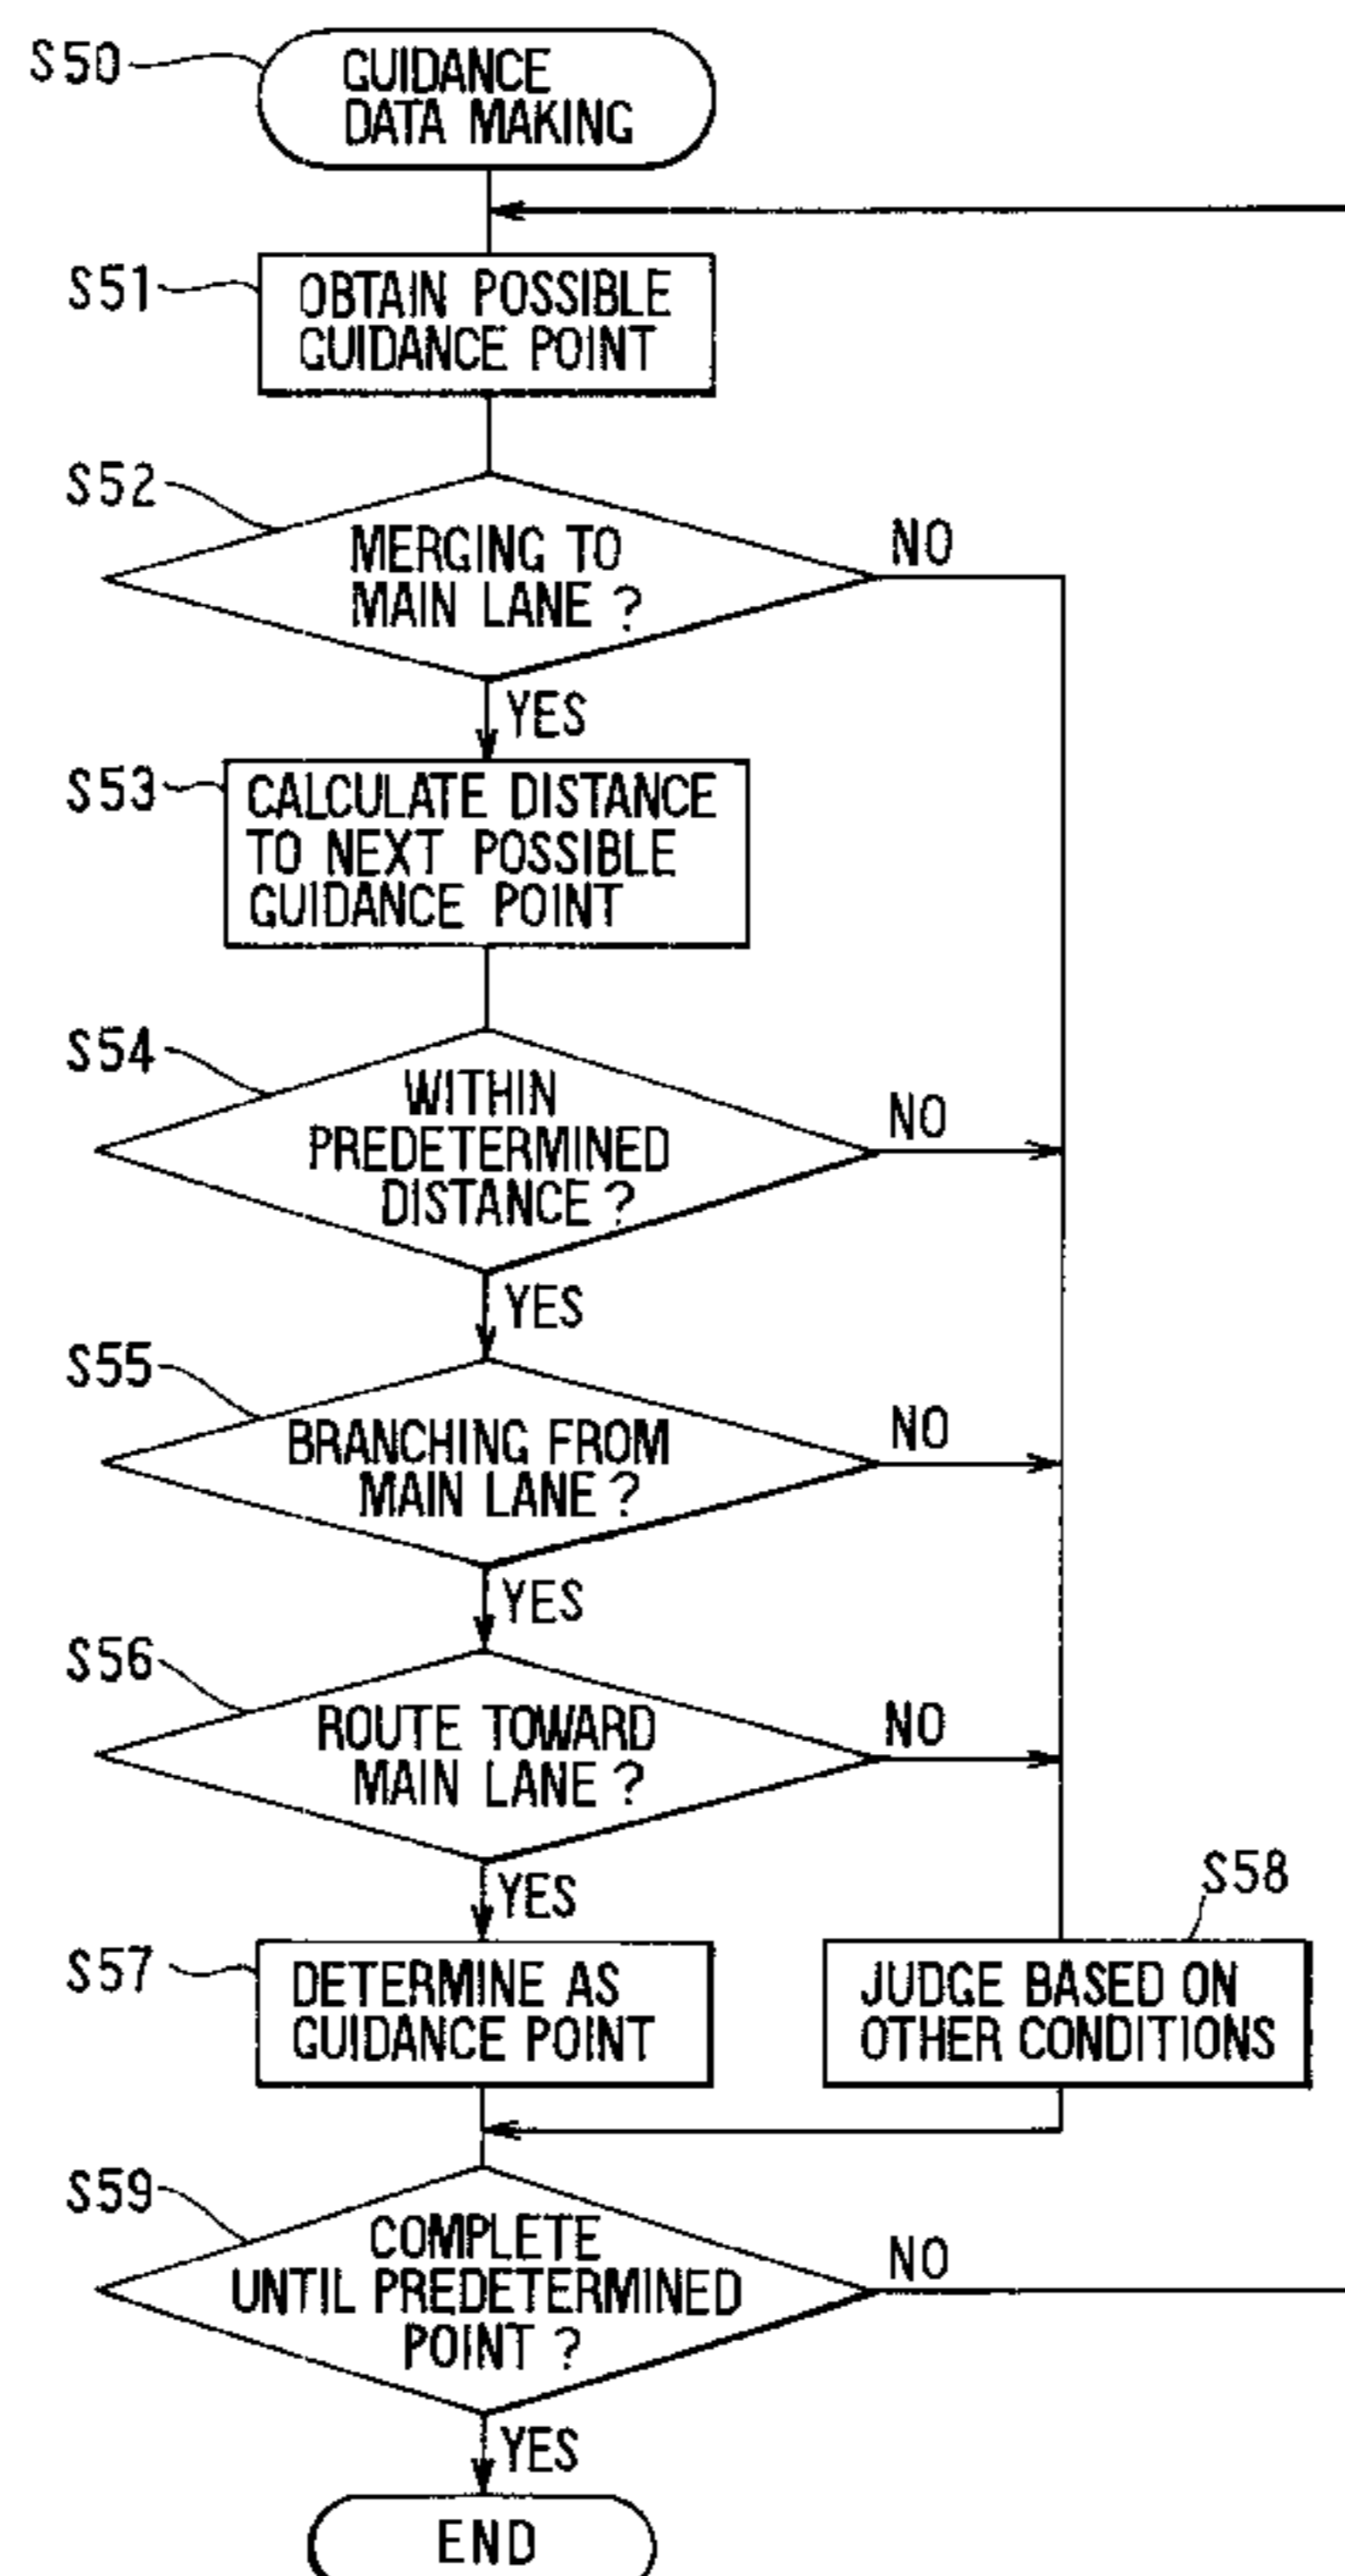 S50
GUIDANCE
DATA MAKING
S51
OBTAIN POSSIBLE
GUIDANCE POINT
S52
MERGING TO
MAIN LANE ?
NO
YES
S53
CALCULATE DISTANCE
TO NEXT POSSIBLE
GUIDANCE POINT
S54
WITHIN
PREDETERMINED
DISTANCE ?
NO
YES
S55
BRANCHING FROM
MAIN LANE ?
NO
YES
S56
ROUTE TOWARD
MAIN LANE ?
NO
YES
S57
DETERMINE AS
GUIDANCE POINT
S58
JUDGE BASED ON
OTHER CONDITIONS
S59
COMPLETE
UNTIL PREDETERMINED
POINT ?
NO
YES
END